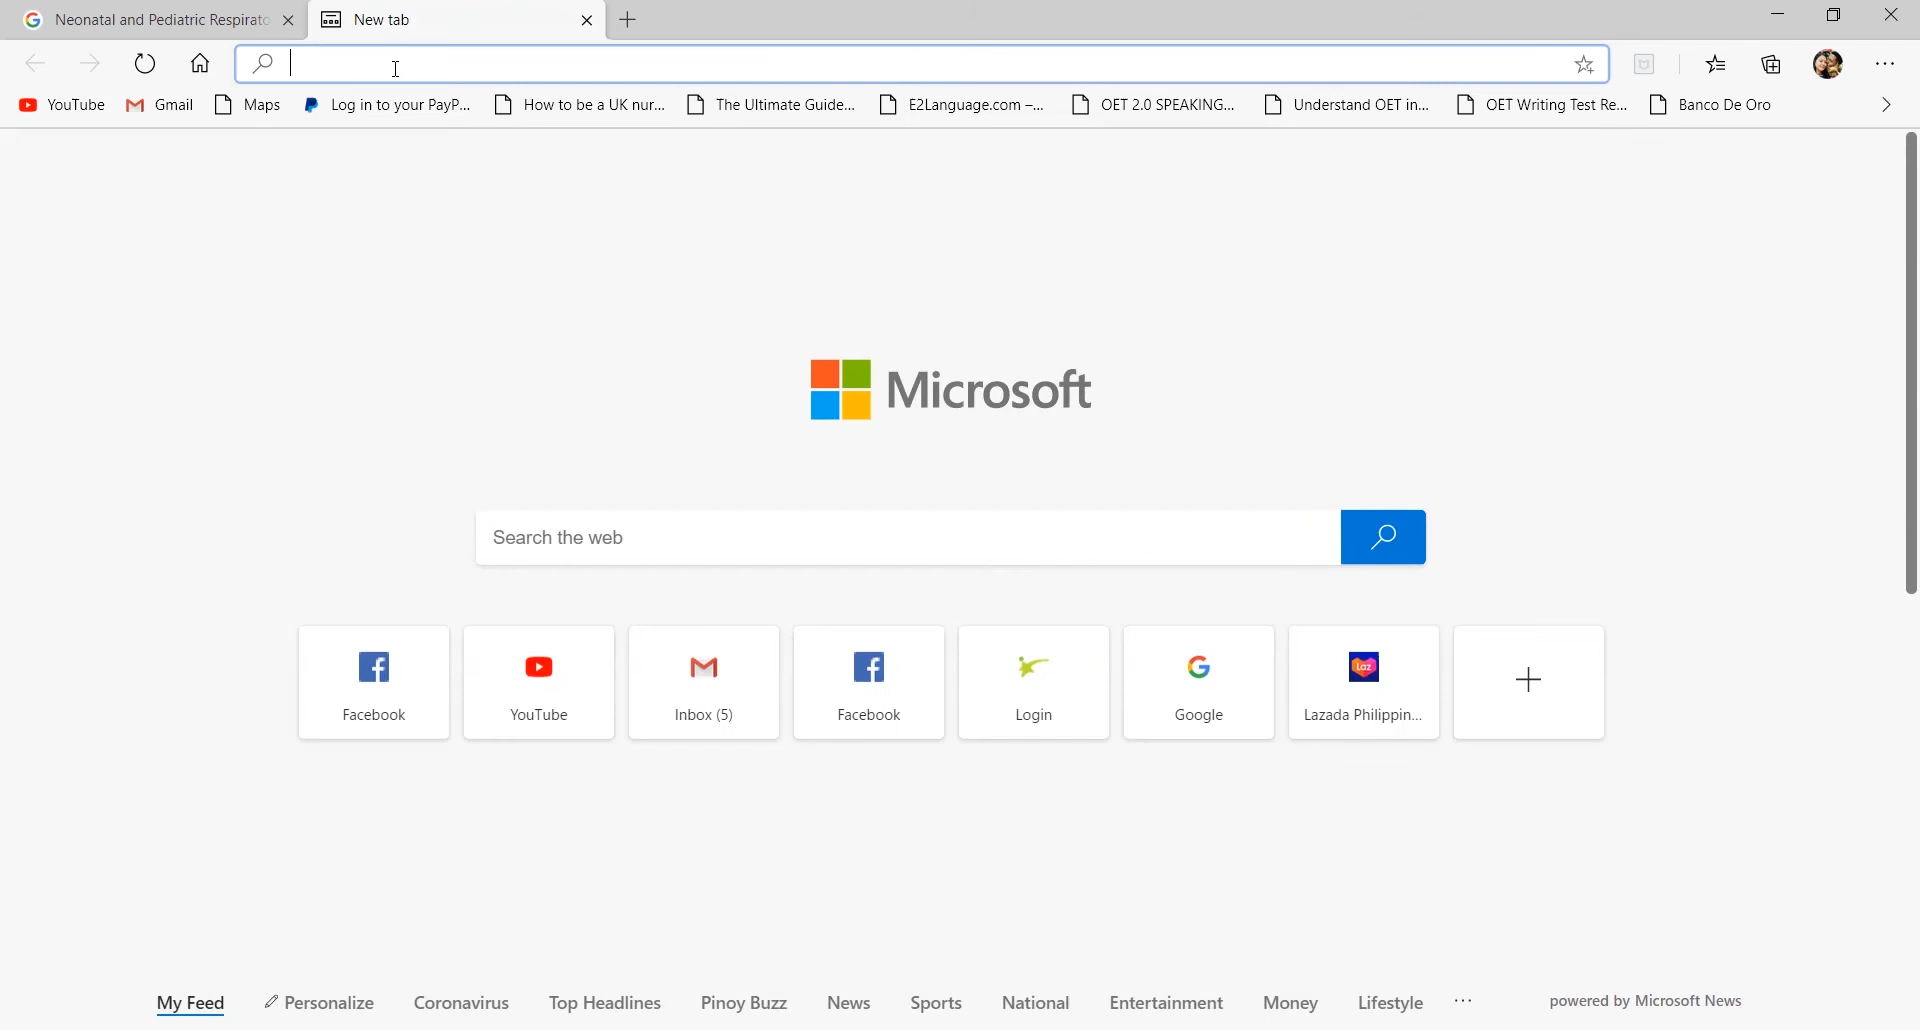 Neonatal and Pediatric Respirato
New tab
YouTube Gmail Maps Log in to your PayP... How to be a UK nur... The Ultimate Guide... E2Language.com –... OET 2.0 SPEAKING... Understand OET in... OET Writing Test Re... Banco De Oro
Microsoft
Search the web
Facebook YouTube Inbox (5) Facebook Login Google Lazada Philippin...
Laz
My Feed Personalize Coronavirus Top Headlines Pinoy Buzz News Sports National Entertainment Money Lifestyle ... powered by Microsoft News